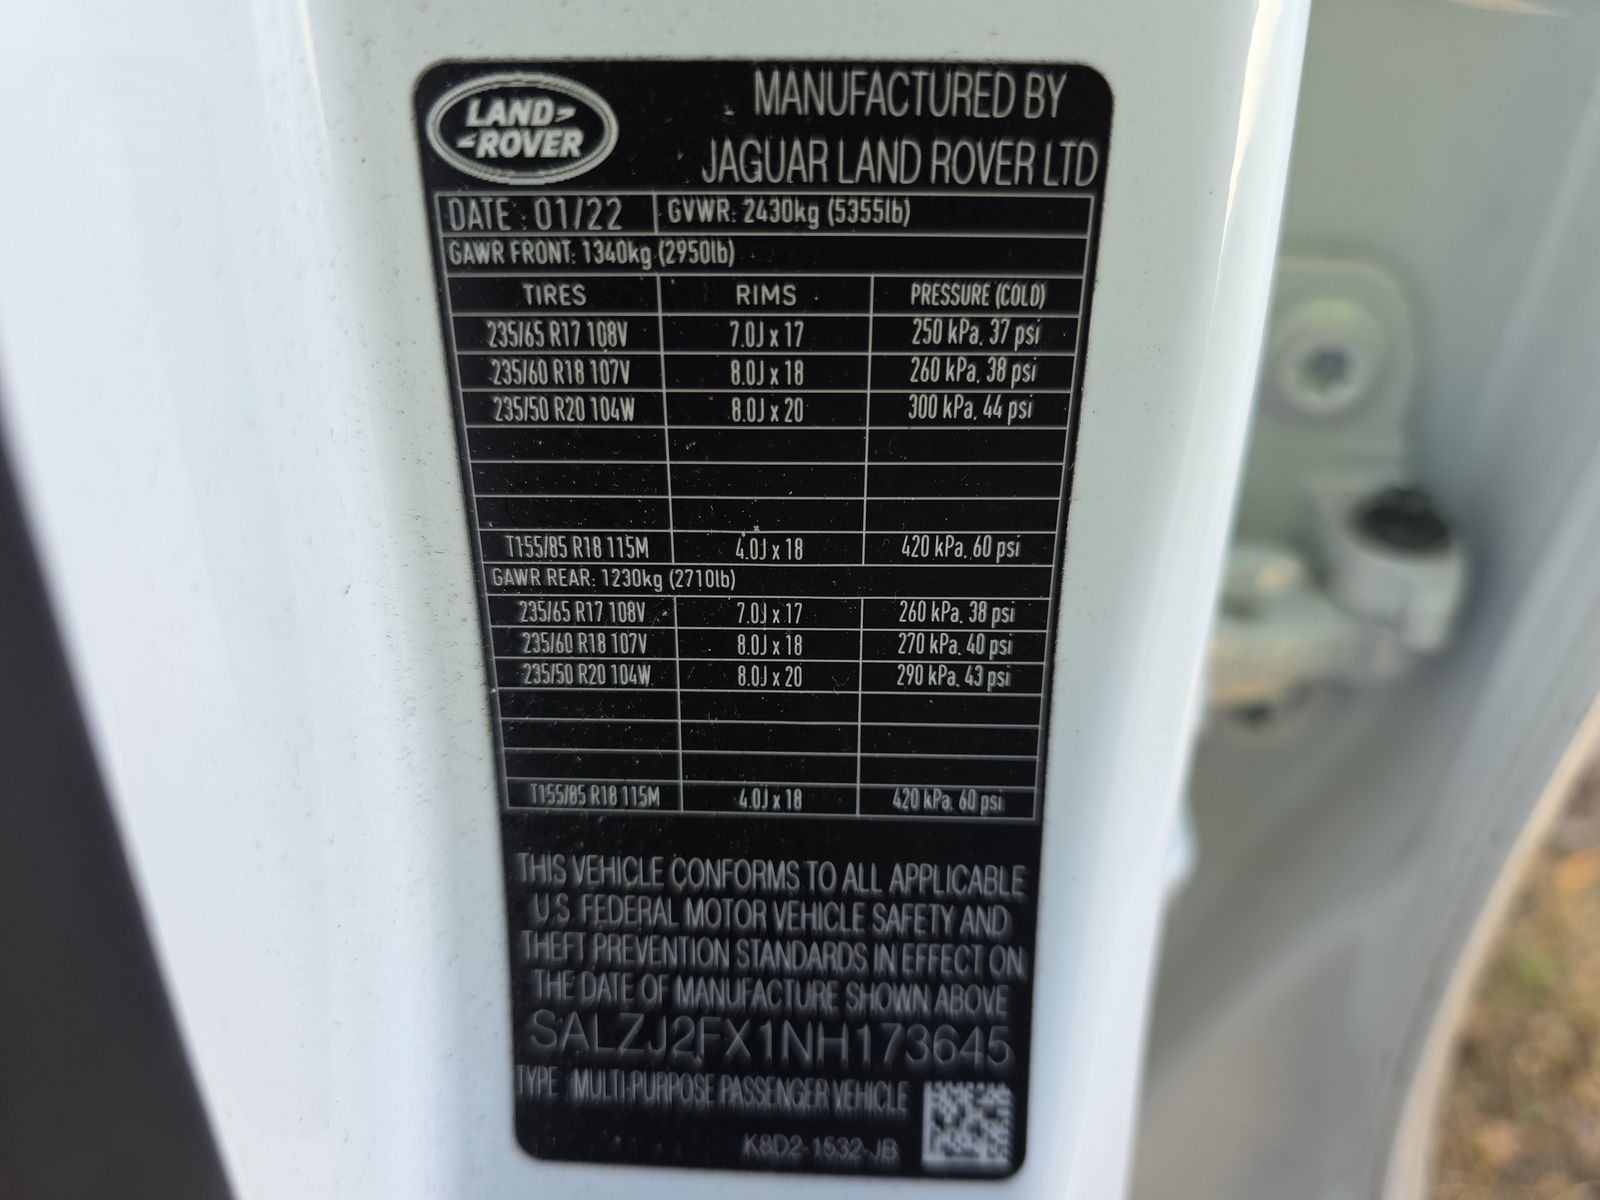 LAND
ROVER
MANUFACTURED BY
JAGUAR LAND ROVER LTD
DATE : 01/22 GVWR: 2430kg (5355lb)
GAWR FRONT: 1340kg (2950lb)
TIRES RIMS PRESSURE (COLD)
235/65 R17 108V 7.0J x 17 250 kPa, 37 psi
235/60 R18 107V 8.0J x 18 260 kPa, 38 psi
235/50 R20 104W 8.0J x 20 300 kPa, 44 psi
T155/85 R18 115M 4.0J x 18 420 kPa, 60 psi
GAWR REAR: 1230kg (2710lb)
235/65 R17 108V 7.0J x 17 260 kPa, 38 psi
235/60 R18 107V 8.0J x 18 270 kPa, 40 psi
235/50 R20 104W 8.0J x 20 290 kPa, 43 psi
T155/85 R18 115M 4.0J x 18 420 kPa, 60 psi
THIS VEHICLE CONFORMS TO ALL APPLICABLE
U.S. FEDERAL MOTOR VEHICLE SAFETY AND
THEFT PREVENTION STANDARDS IN EFFECT ON
THE DATE OF MANUFACTURE SHOWN ABOVE
SALZJ2FX1NH173645
TYPE : MULTI PURPOSE PASSENGER VEHICLE
K8D2-1532-JB